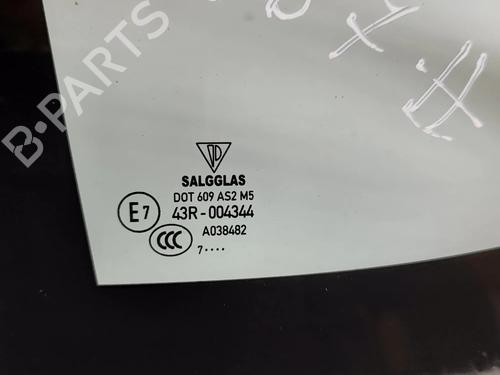 B-PARTS
SALGGLAS
DOT 609 AS2 M5
E7 43R-004344
CCC A038482
7····